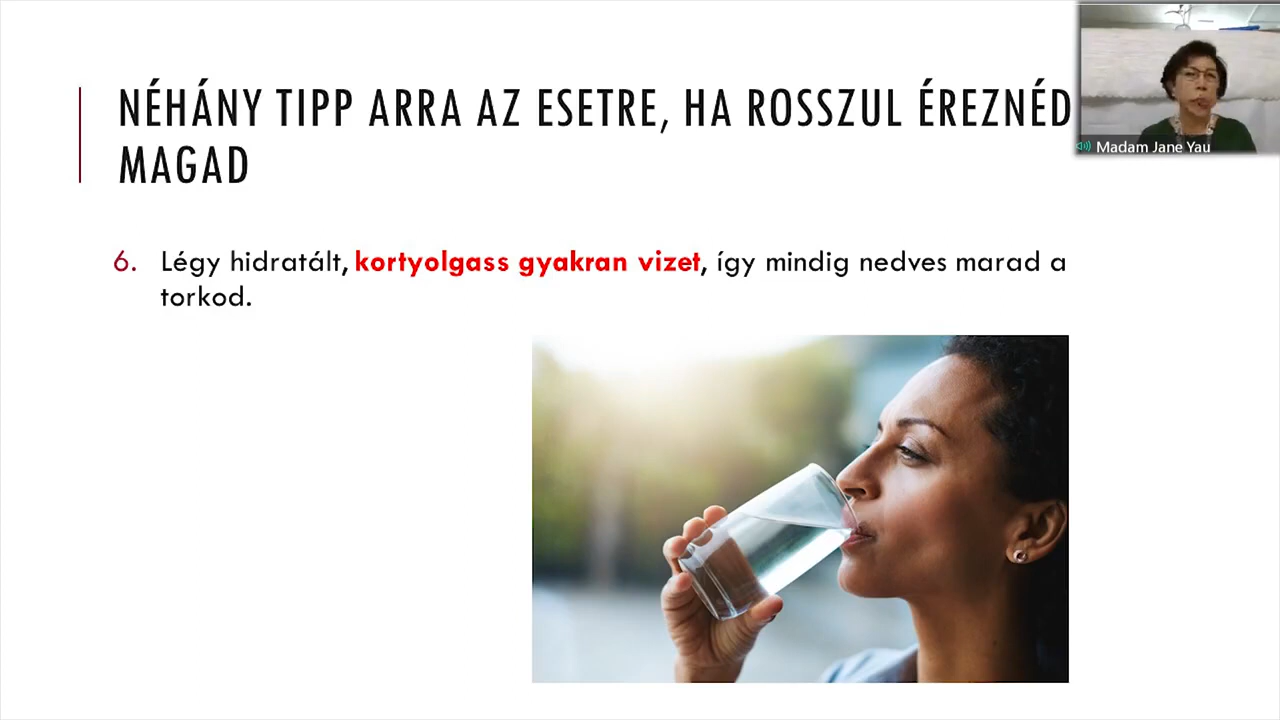 NÉHÁNY TIPP ARRA AZ ESETRE, HA ROSSZUL ÉREZNÉD
MAGAD
Madam Jane Yau
6. Légy hidratált, kortyolgass gyakran vizet, így mindig nedves marad a
torkod.